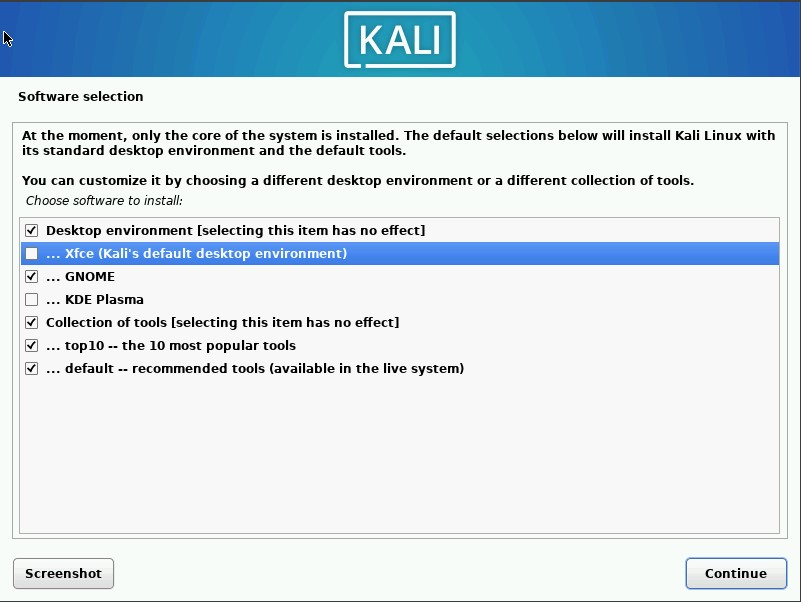 KALI
Software selection
At the moment, only the core of the system is installed. The default selections below will install Kali Linux with
its standard desktop environment and the default tools.
You can customize it by choosing a different desktop environment or a different collection of tools.
Choose software to install:
Desktop environment [selecting this item has no effect]
... Xfce (Kali's default desktop environment)
... GNOME
... KDE Plasma
Collection of tools [selecting this item has no effect]
... top10 -- the 10 most popular tools
... default -- recommended tools (available in the live system)
Screenshot
Continue